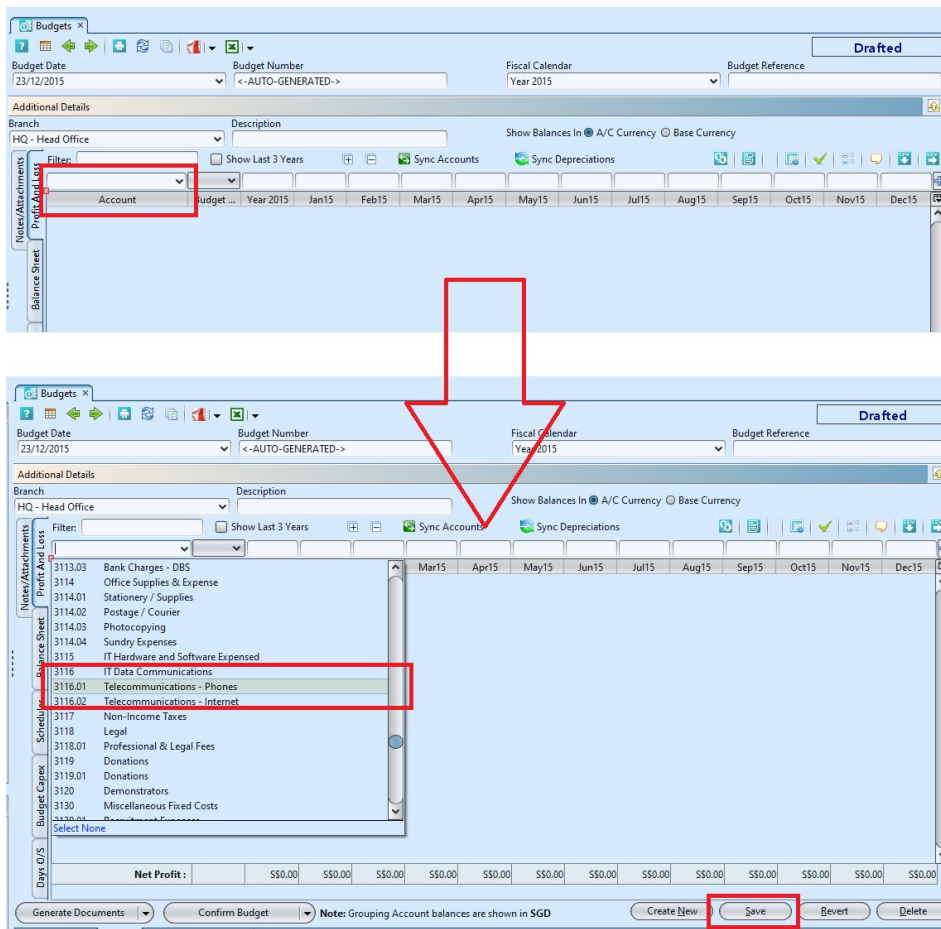 Budgets ×
Drafted
Budget Date Budget Number Fiscal Calendar Budget Reference
23/12/2015 <-AUTO-GENERATED-> Year 2015
Additional Details
Branch Description
HQ - Head Office Show Balances In A/C Currency Base Currency
Notes/Attachments
Profit And Loss
Balance Sheet
Filter: Show Last 3 Years Sync Accounts Sync Depreciations
Account Budget ... Year 2015 Jan15 Feb15 Mar15 Apr15 May15 Jun15 Jul15 Aug15 Sep15 Oct15 Nov15 Dec15
Budgets ×
Drafted
Budget Date Budget Number Fiscal Calendar Budget Reference
23/12/2015 <-AUTO-GENERATED-> Year 2015
Additional Details
Branch Description
HQ - Head Office Show Balances In A/C Currency Base Currency
Notes/Attachments
Profit And Loss
Balance Sheet
Schedules
Budget Capex
Days O/S
Filter: Show Last 3 Years Sync Accounts Sync Depreciations
Mar15 Apr15 May15 Jun15 Jul15 Aug15 Sep15 Oct15 Nov15 Dec15
3113.03 Bank Charges - DBS
3114 Office Supplies & Expense
3114.01 Stationery / Supplies
3114.02 Postage / Courier
3114.03 Photocopying
3114.04 Sundry Expenses
3115 IT Hardware and Software Expensed
3116 IT Data Communications
3116.01 Telecommunications - Phones
3116.02 Telecommunications - Internet
3117 Non-Income Taxes
3118 Legal
3118.01 Professional & Legal Fees
3119 Donations
3119.01 Donations
3120 Demonstrators
3130 Miscellaneous Fixed Costs
Select None
Net Profit : S$0.00 S$0.00 S$0.00 S$0.00 S$0.00 S$0.00 S$0.00 S$0.00 S$0.00 S$0.00 S$0.00 S$0.00 S$0.00
Generate Documents Confirm Budget Note: Grouping Account balances are shown in SGD Create New Save Revert Delete